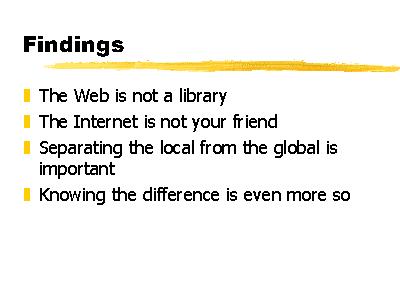 Findings
The Web is not a library
The Internet is not your friend
Separating the local from the global is
important
Knowing the difference is even more so